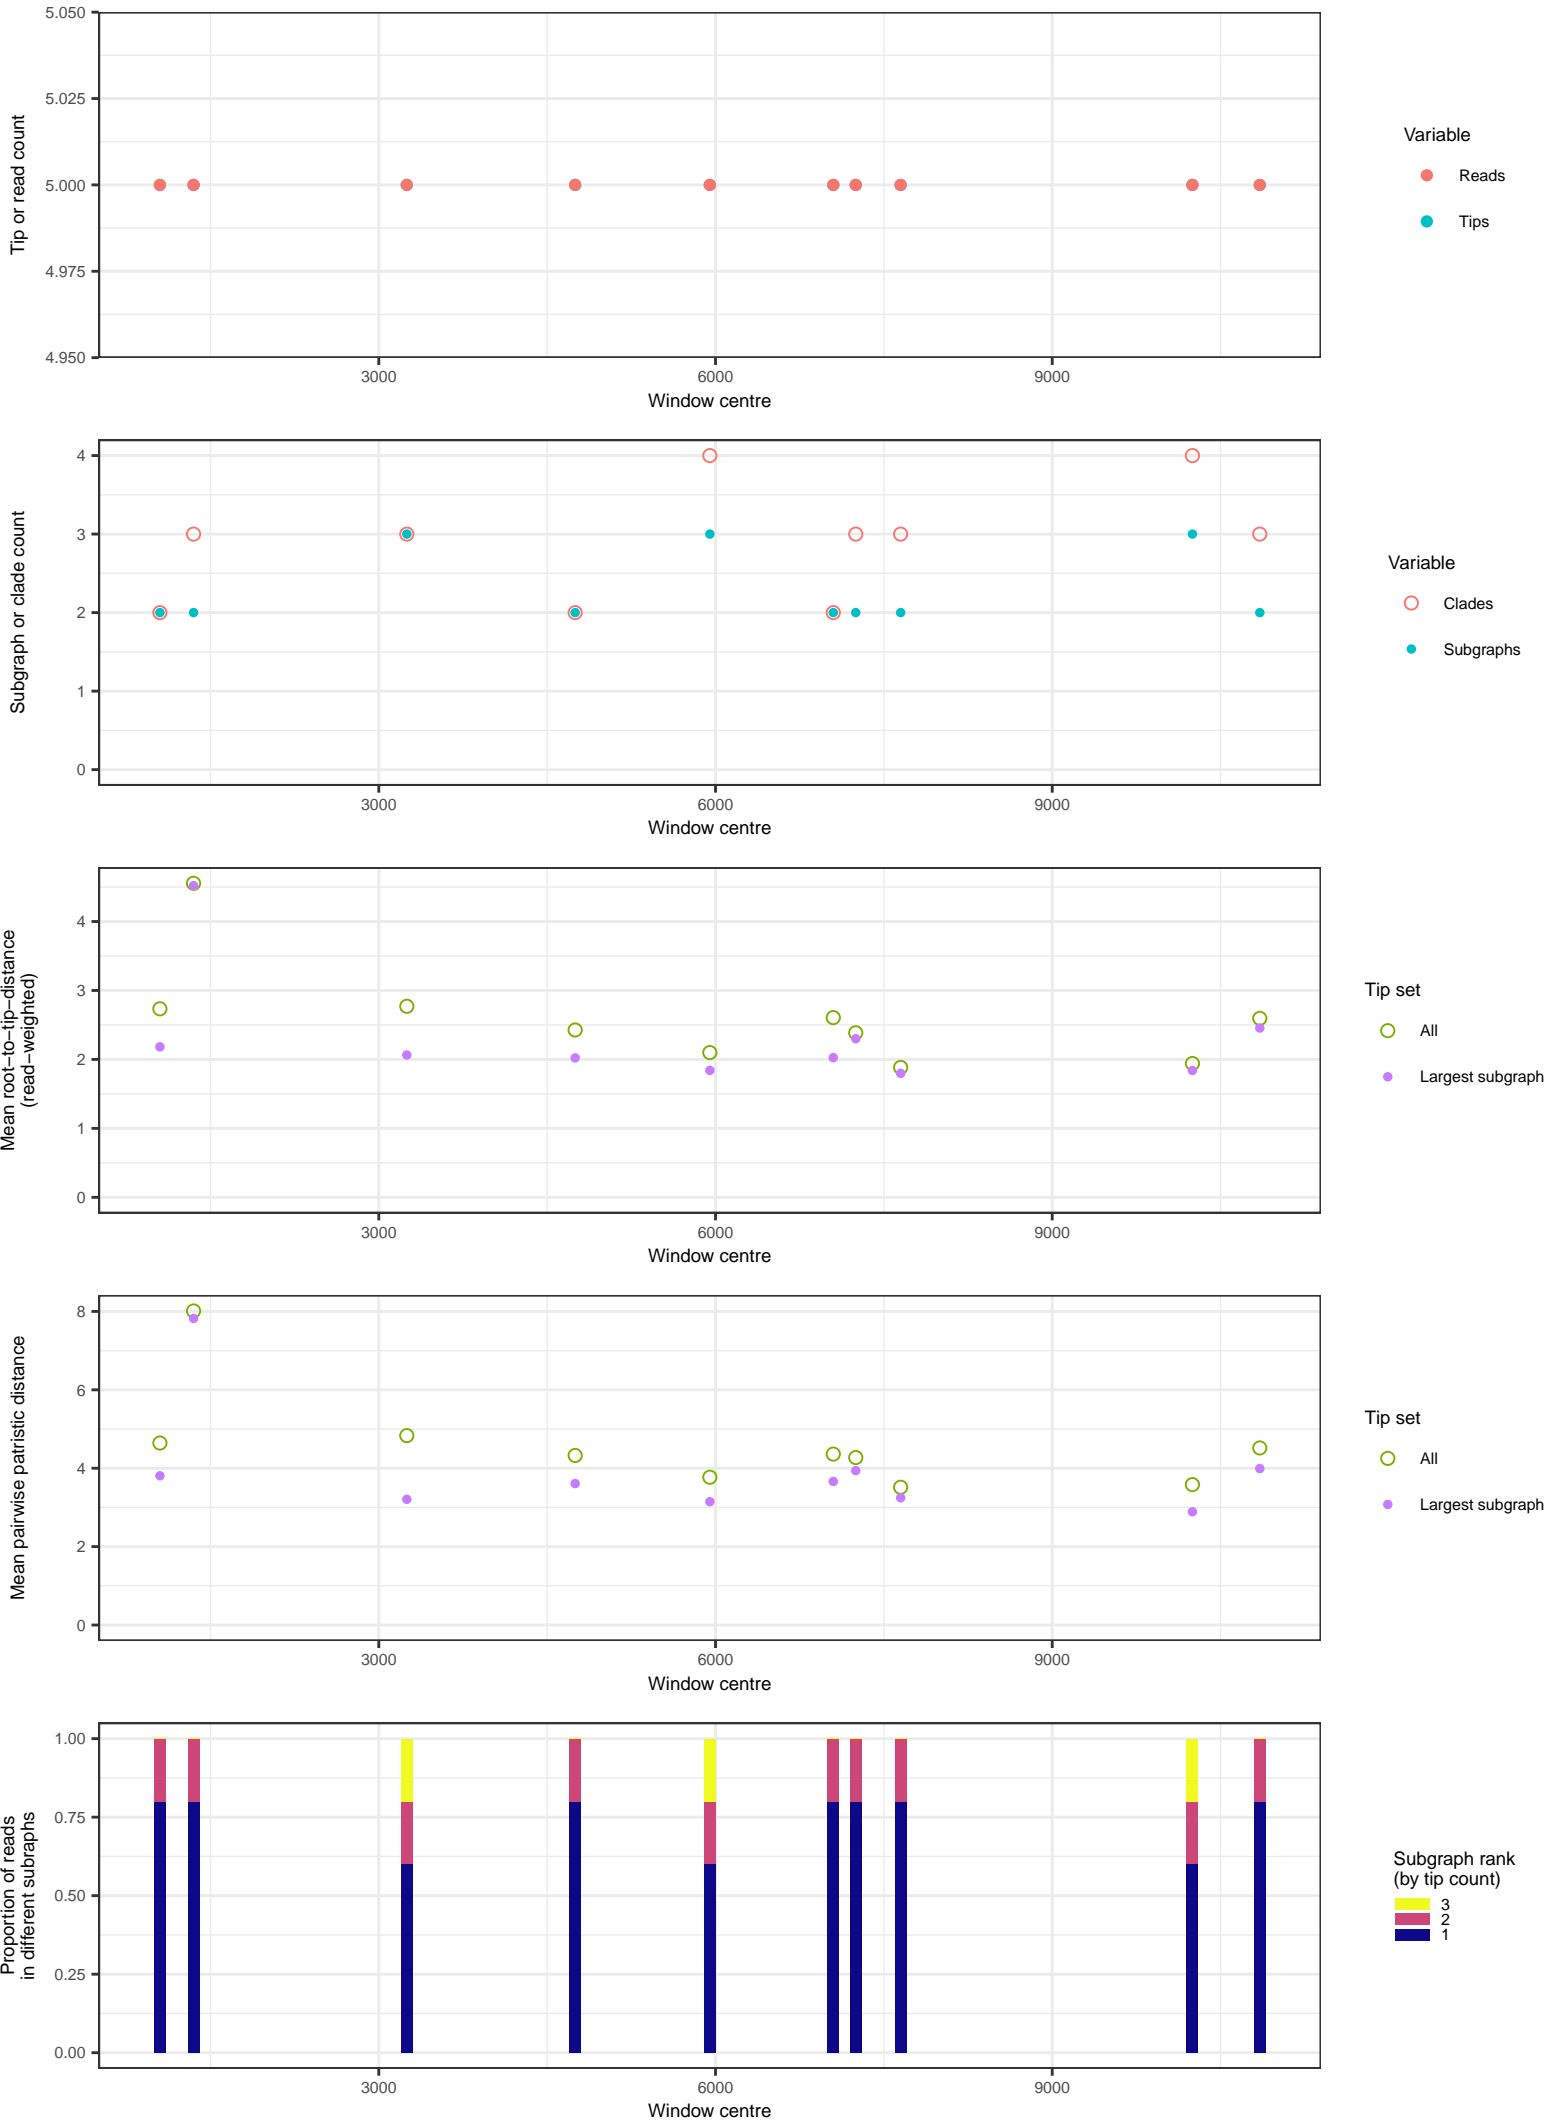 5.050
5.025
5.000
4.975
4.950
Tip or read count
3000 6000 9000
Window centre
Variable
Reads
Tips
4
3
2
1
0
Subgraph or clade count
3000 6000 9000
Window centre
Variable
Clades
Subgraphs
4
3
2
1
0
Mean root−to−tip−distance
(read−weighted)
3000 6000 9000
Window centre
Tip set
All
Largest subgraph
8
6
4
2
0
Mean pairwise patristic distance
3000 6000 9000
Window centre
Tip set
All
Largest subgraph
1.00
0.75
0.50
0.25
0.00
Proportion of reads
in different subraphs
3000 6000 9000
Window centre
Subgraph rank
(by tip count)
3
2
1